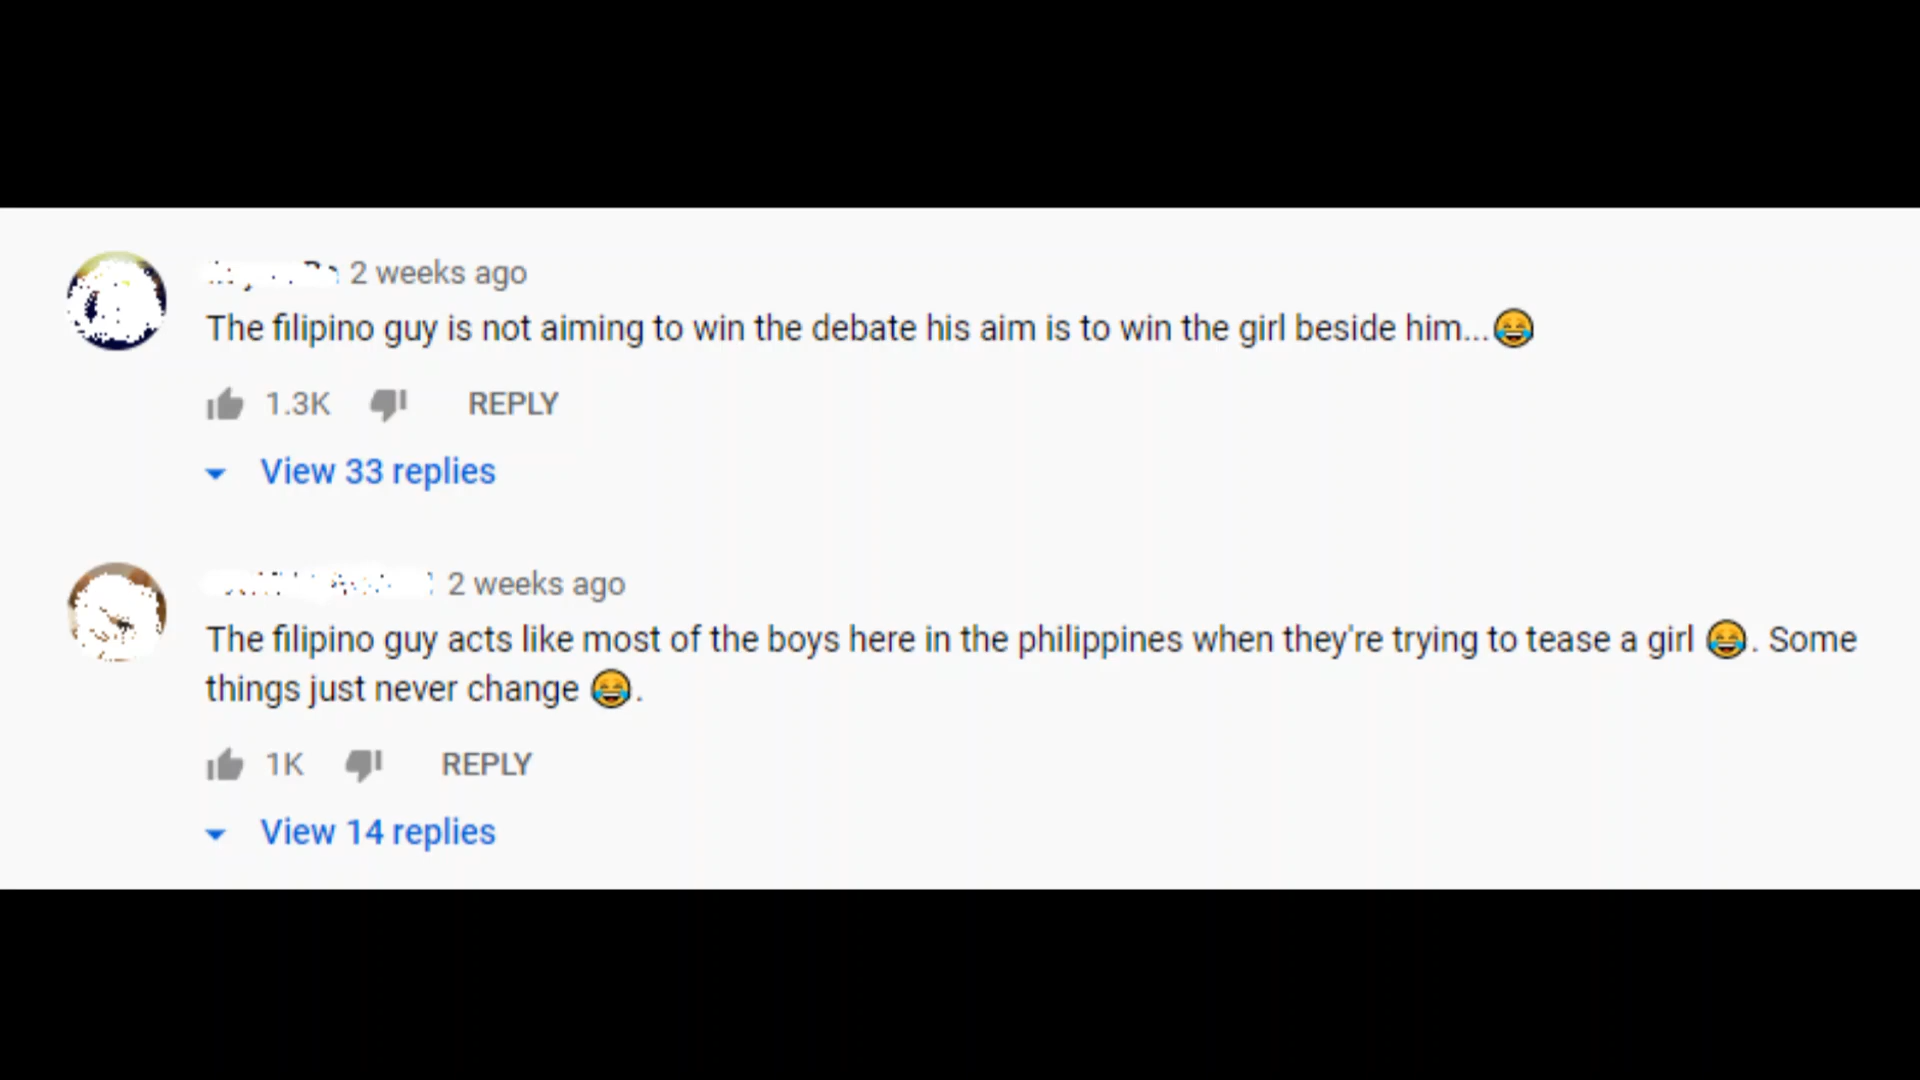 2 weeks ago
The filipino guy is not aiming to win the debate his aim is to win the girl beside him...😂
1.3K REPLY
View 33 replies
2 weeks ago
The filipino guy acts like most of the boys here in the philippines when they're trying to tease a girl 😂. Some
things just never change 😂.
1K REPLY
View 14 replies